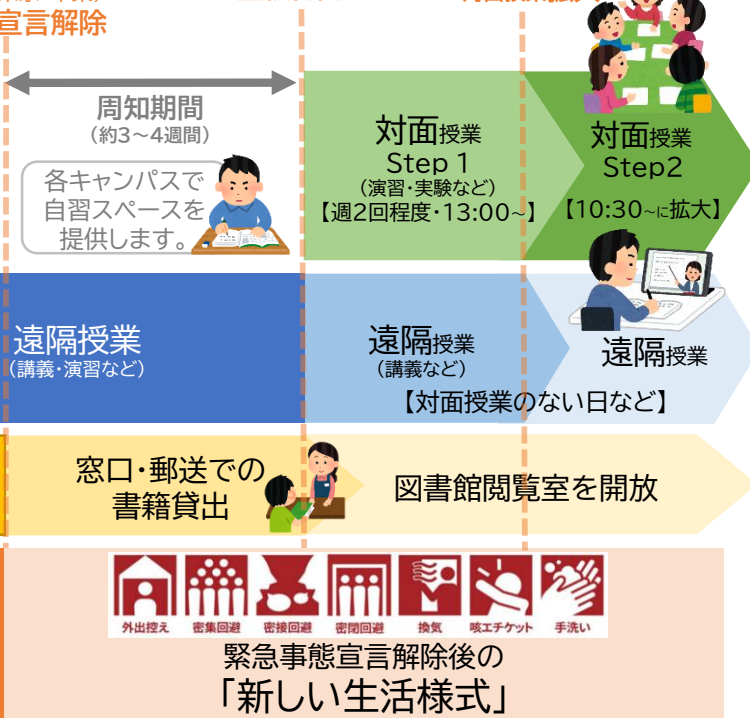 宣言解除
周知期間
(約3~4週間)
各キャンパスで
自習スペースを
提供します。
対面授業
Step 1
(演習・実験など)
【週2回程度・13:00~】
対面授業
Step2
【10:30~に拡大】
遠隔授業
(講義・演習など)
遠隔授業
(講義など)
遠隔授業
【対面授業のない日など】
窓口・郵送での
書籍貸出
図書館閲覧室を開放
外出控え 密集回避 密接回避 密閉回避 換気 咳エチケット 手洗い
緊急事態宣言解除後の
「新しい生活様式」